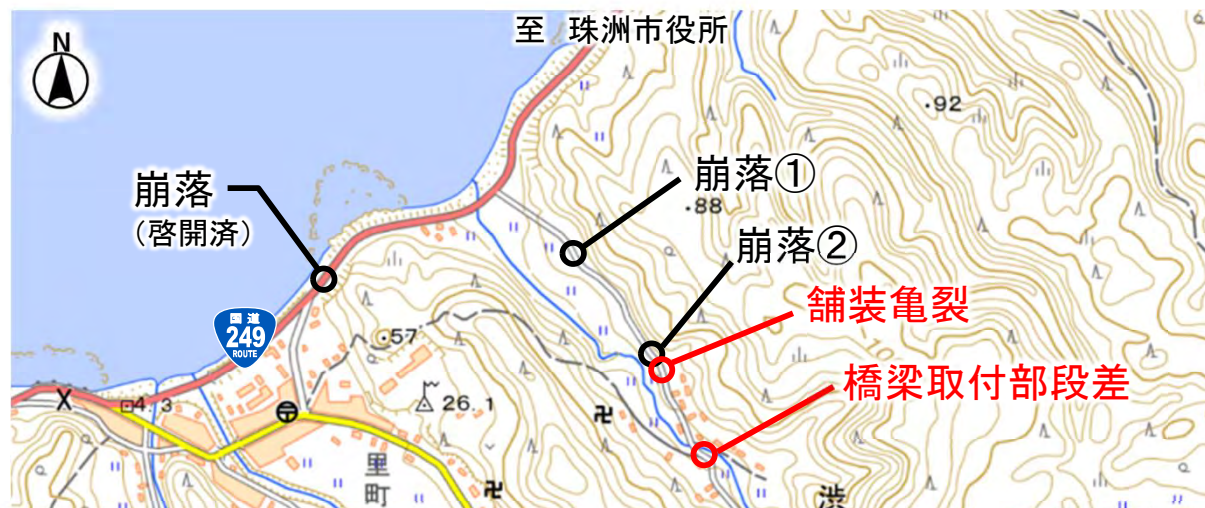 至 珠洲市役所
N
・92
崩落
(啓開済)
崩落①
・88
崩落②
舗装亀裂
橋梁取付部段差
国道
249
ROUTE
・57
26.1
4.3
里町
渋